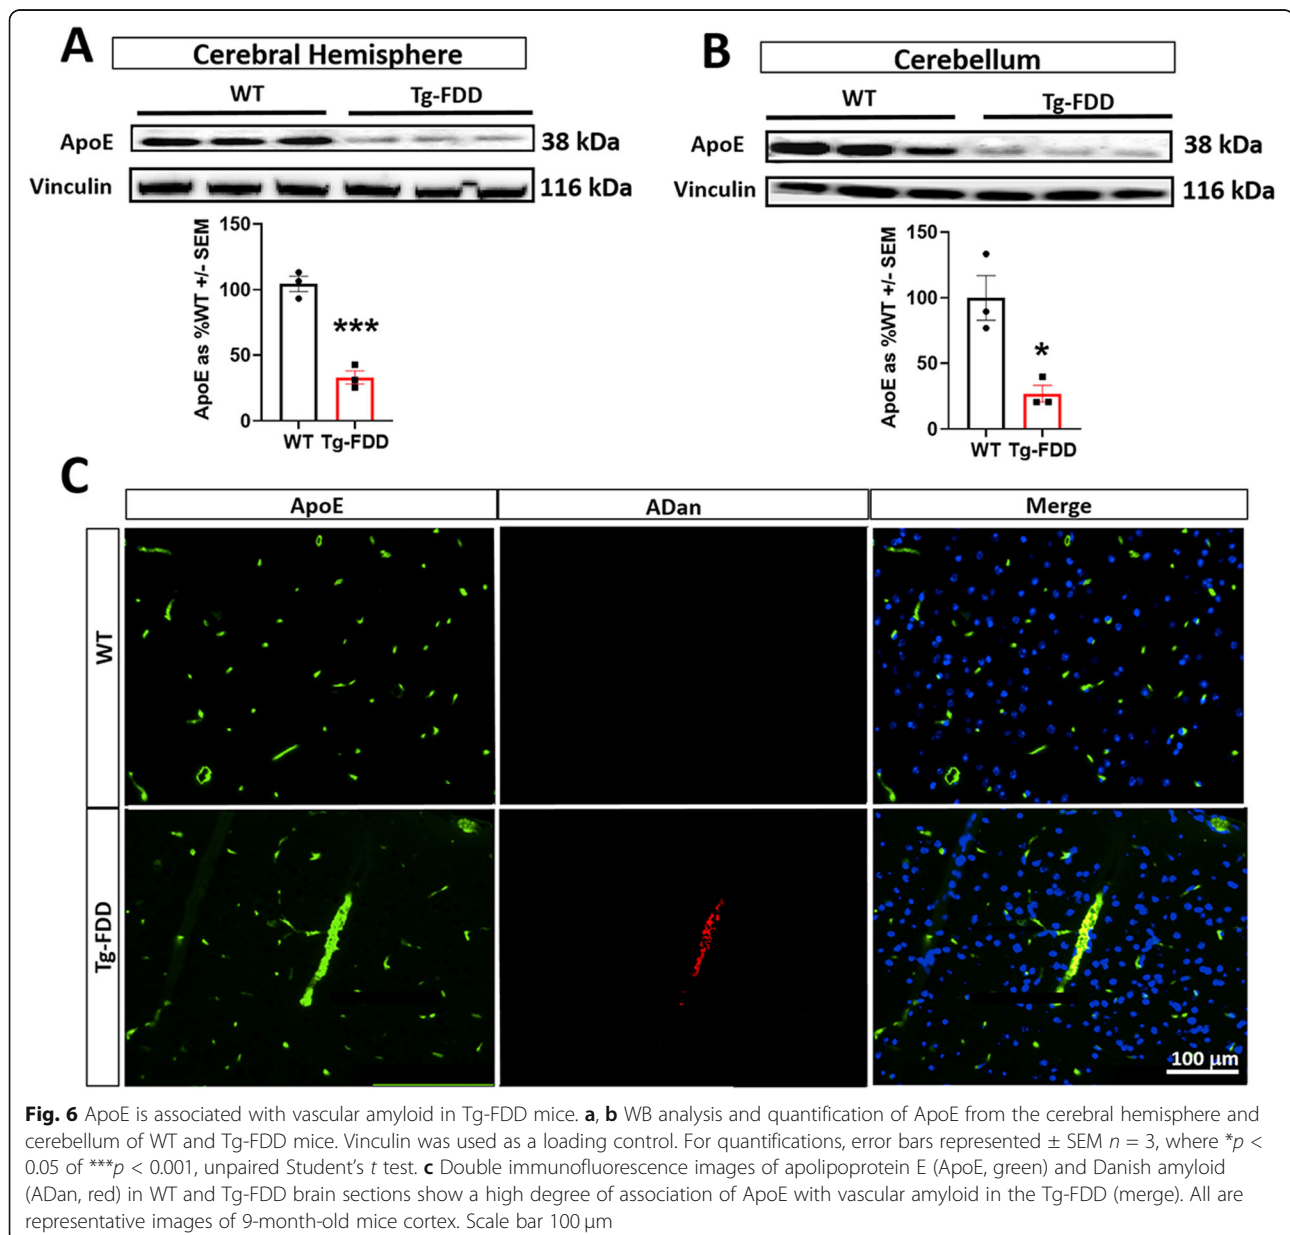 A
Cerebral Hemisphere
WT Tg-FDD
ApoE 38 kDa
Vinculin 116 kDa
ApoE as %WT +/- SEM
150
100
50
0
***
WT Tg-FDD
B
Cerebellum
WT Tg-FDD
ApoE 38 kDa
Vinculin 116 kDa
ApoE as %WT +/- SEM
150
100
50
0
*
WT Tg-FDD
C
ApoE ADan Merge
WT
Tg-FDD
100 µm
Fig. 6 ApoE is associated with vascular amyloid in Tg-FDD mice. a, b WB analysis and quantification of ApoE from the cerebral hemisphere and
cerebellum of WT and Tg-FDD mice. Vinculin was used as a loading control. For quantifications, error bars represented ± SEM n = 3, where *p <
0.05 of ***p < 0.001, unpaired Student's t test. c Double immunofluorescence images of apolipoprotein E (ApoE, green) and Danish amyloid
(ADan, red) in WT and Tg-FDD brain sections show a high degree of association of ApoE with vascular amyloid in the Tg-FDD (merge). All are
representative images of 9-month-old mice cortex. Scale bar 100 µm